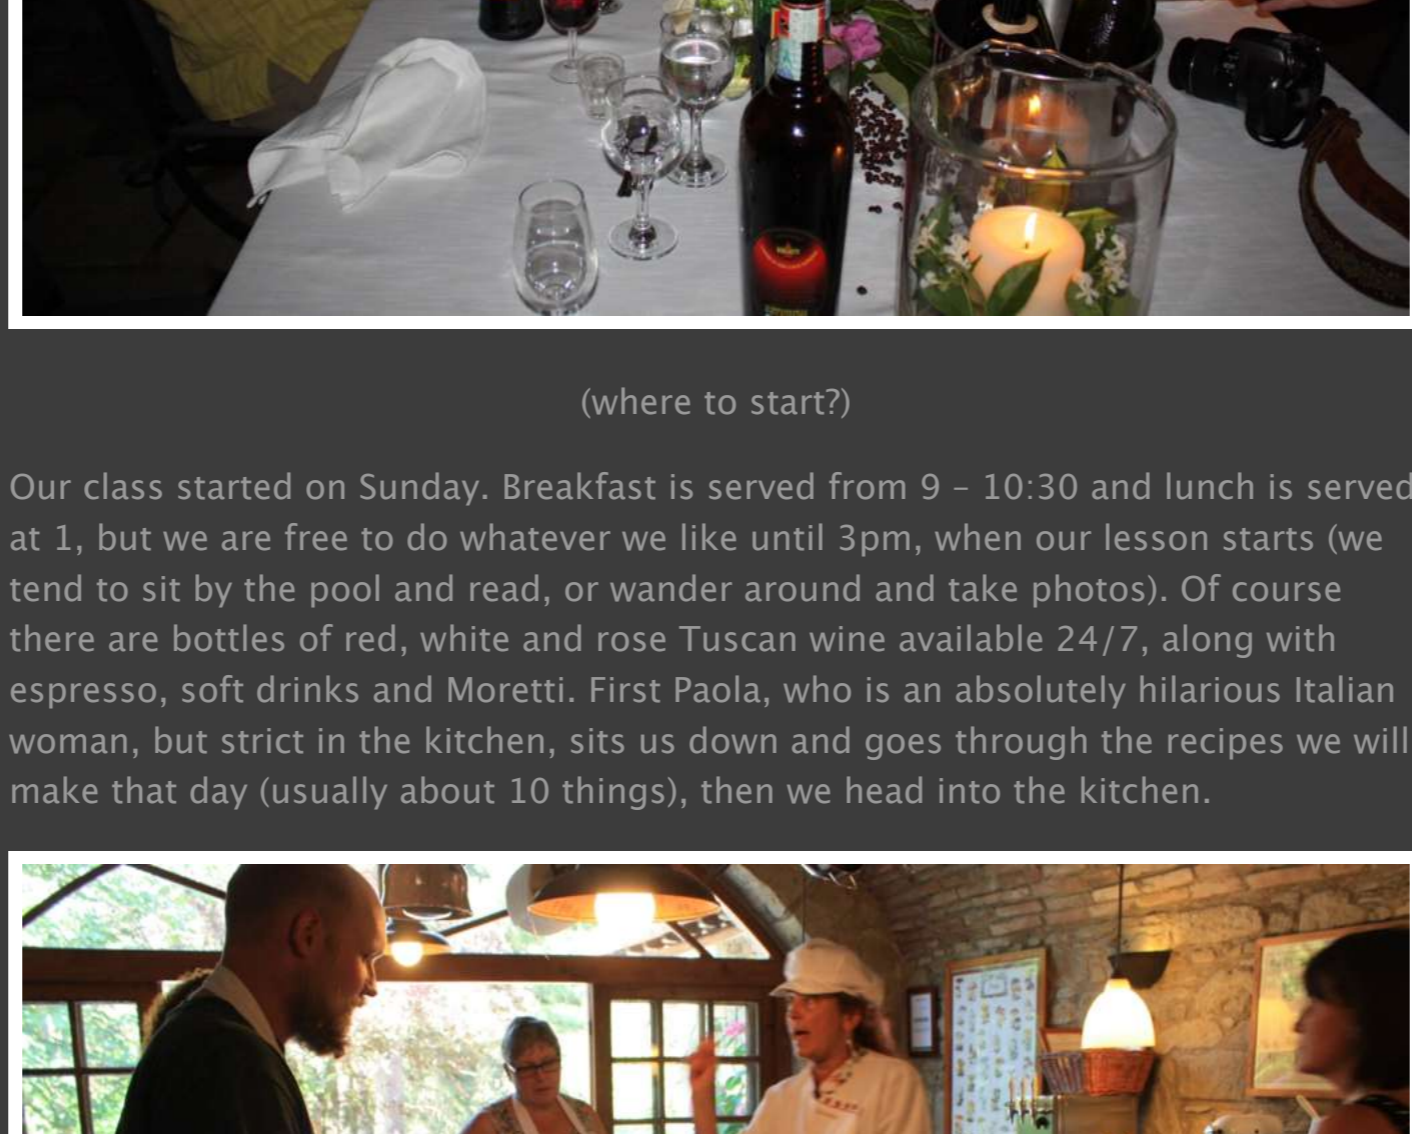 (where to start?)
Our class started on Sunday. Breakfast is served from 9 – 10:30 and lunch is served
at 1, but we are free to do whatever we like until 3pm, when our lesson starts (we
tend to sit by the pool and read, or wander around and take photos). Of course
there are bottles of red, white and rose Tuscan wine available 24/7, along with
espresso, soft drinks and Moretti. First Paola, who is an absolutely hilarious Italian
woman, but strict in the kitchen, sits us down and goes through the recipes we will
make that day (usually about 10 things), then we head into the kitchen.